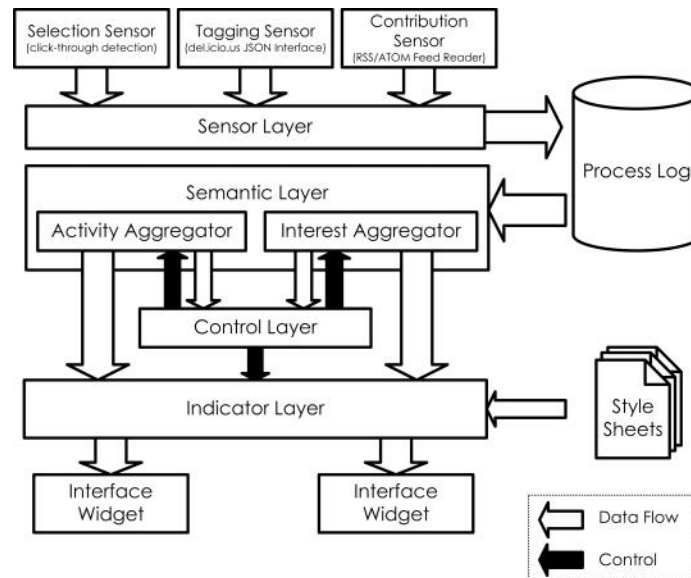 Selection Sensor
(click-through detection)
Tagging Sensor
(del.icio.us JSON Interface)
Contribution
Sensor
(RSS/ATOM Feed Reader)
Sensor Layer
Process Log
Semantic Layer
Activity Aggregator
Interest Aggregator
Control Layer
Indicator Layer
Style
Sheets
Interface
Widget
Interface
Widget
Data Flow
Control